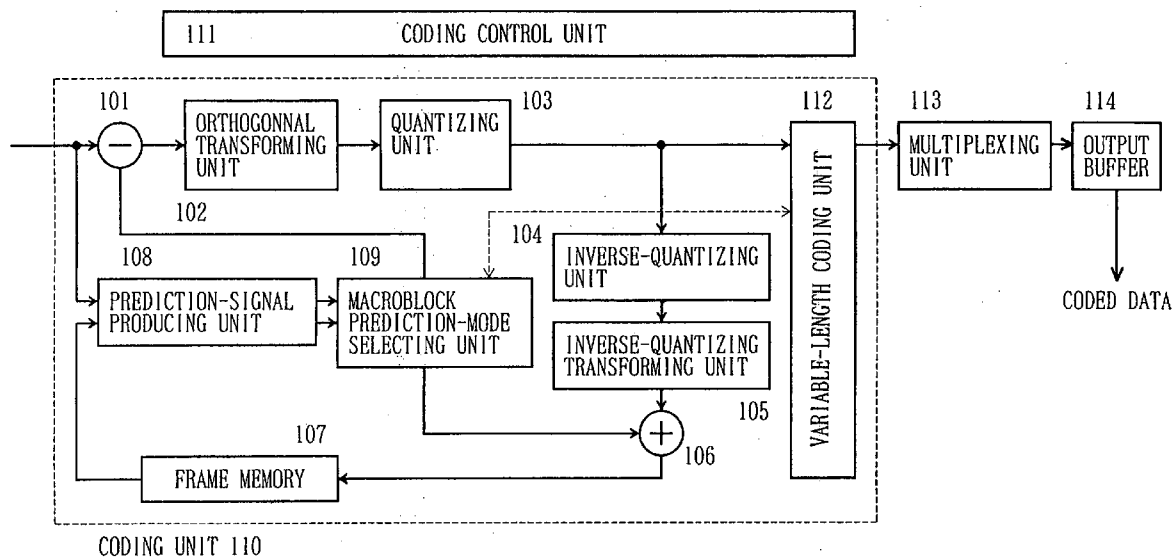 111 CODING CONTROL UNIT
101
103
112
113
114
ORTHOGONNAL
TRANSFORMING
UNIT
QUANTIZING
UNIT
MULTIPLEXING
UNIT
OUTPUT
BUFFER
102
104
108
109
INVERSE-QUANTIZING
UNIT
PREDICTION-SIGNAL
PRODUCING UNIT
MACROBLOCK
PREDICTION-MODE
SELECTING UNIT
VARIABLE-LENGTH CODING UNIT
CODED DATA
INVERSE-QUANTIZING
TRANSFORMING UNIT
105
107
106
FRAME MEMORY
CODING UNIT 110